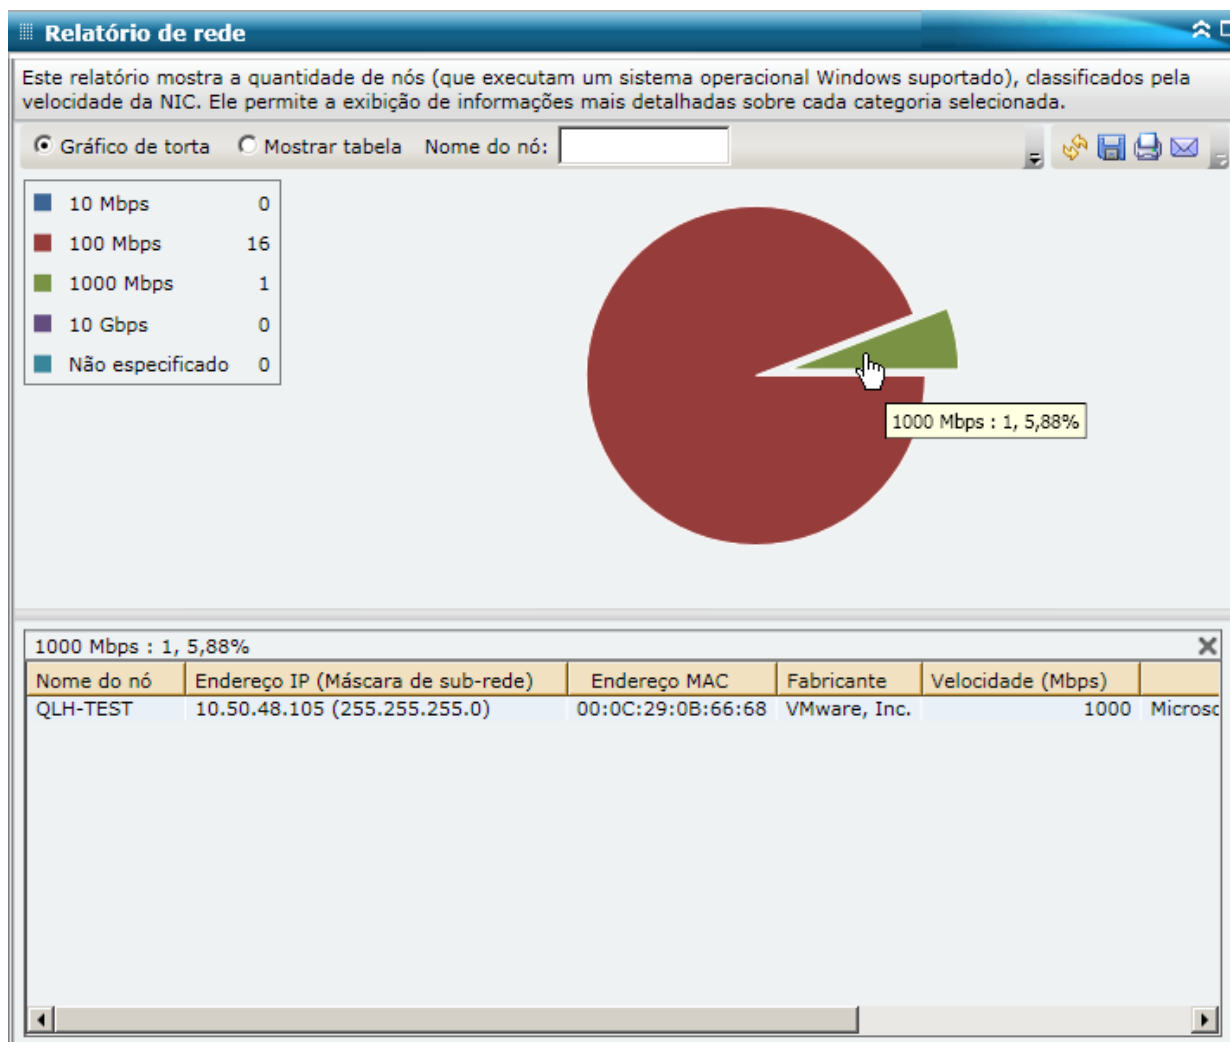 Relatório de rede
Este relatório mostra a quantidade de nós (que executam um sistema operacional Windows suportado), classificados pela
velocidade da NIC. Ele permite a exibição de informações mais detalhadas sobre cada categoria selecionada.
Gráfico de torta Mostrar tabela Nome do nó:
10 Mbps 0
100 Mbps 16
1000 Mbps 1
10 Gbps 0
Não especificado 0
1000 Mbps : 1, 5,88%
1000 Mbps : 1, 5,88%
Nome do nó Endereço IP (Máscara de sub-rede) Endereço MAC Fabricante Velocidade (Mbps)
QLH-TEST 10.50.48.105 (255.255.255.0) 00:0C:29:0B:66:68 VMware, Inc. 1000 Microsc